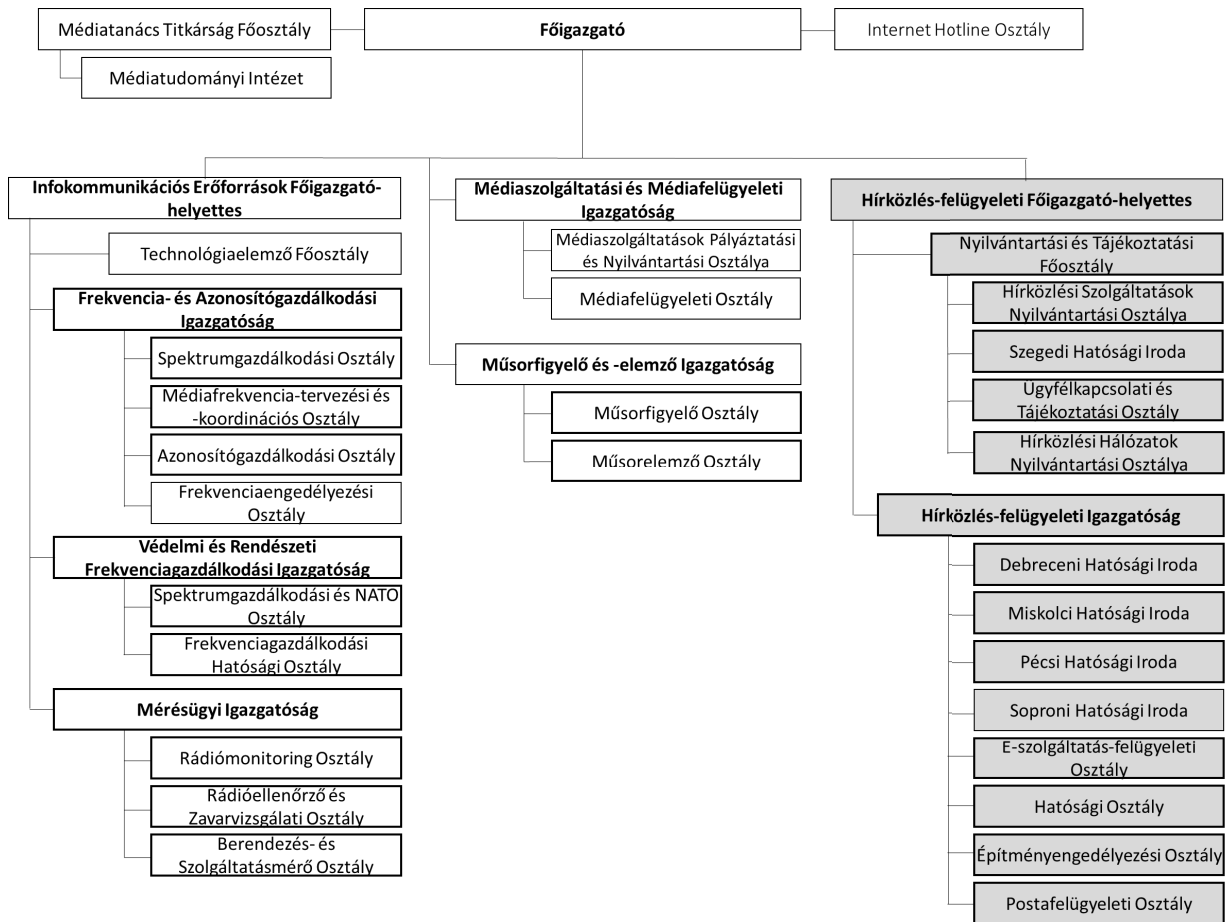 Médiatanács Titkárság Főosztály
Főigazgató
Internet Hotline Osztály
Médiatudományi Intézet
Infokommunikációs Erőforrások Főigazgató-
helyettes
Technológiaelemző Főosztály
Frekvencia- és Azonosítógazdálkodási
Igazgatóság
Spektrumgazdálkodási Osztály
Médiafrekvencia-tervezési és
-koordinációs Osztály
Azonosítógazdálkodási Osztály
Frekvenciaengedélyezési
Osztály
Védelmi és Rendészeti
Frekvenciagazdálkodási Igazgatóság
Spektrumgazdálkodási és NATO
Osztály
Frekvenciagazdálkodási
Hatósági Osztály
Mérésügyi Igazgatóság
Rádiómonitoring Osztály
Rádióellenőrző és
Zavarvizsgálati Osztály
Berendezés- és
Szolgáltatásmérő Osztály
Médiaszolgáltatási és Médiafelügyeleti
Igazgatóság
Médiaszolgáltatások Pályáztatási
és Nyilvántartási Osztálya
Médiafelügyeleti Osztály
Műsorfigyelő és -elemző Igazgatóság
Műsorfigyelő Osztály
Műsorelemző Osztály
Hírközlés-felügyeleti Főigazgató-helyettes
Nyilvántartási és Tájékoztatási
Főosztály
Hírközlési Szolgáltatások
Nyilvántartási Osztálya
Szegedi Hatósági Iroda
Ügyfélkapcsolati és
Tájékoztatási Osztály
Hírközlési Hálózatok
Nyilvántartási Osztálya
Hírközlés-felügyeleti Igazgatóság
Debreceni Hatósági Iroda
Miskolci Hatósági Iroda
Pécsi Hatósági Iroda
Soproni Hatósági Iroda
E-szolgáltatás-felügyeleti
Osztály
Hatósági Osztály
Építményengedélyezési Osztály
Postafelügyeleti Osztály